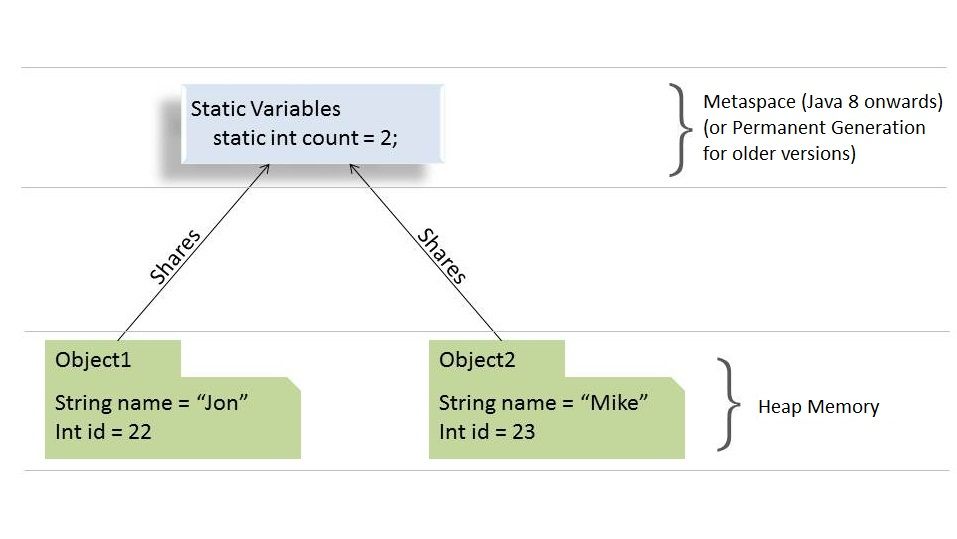 Static Variables
static int count = 2;
Metaspace (Java 8 onwards)
(or Permanent Generation
for older versions)
Shares
Shares
Object1
String name = “Jon”
Int id = 22
Object2
String name = “Mike”
Int id = 23
Heap Memory